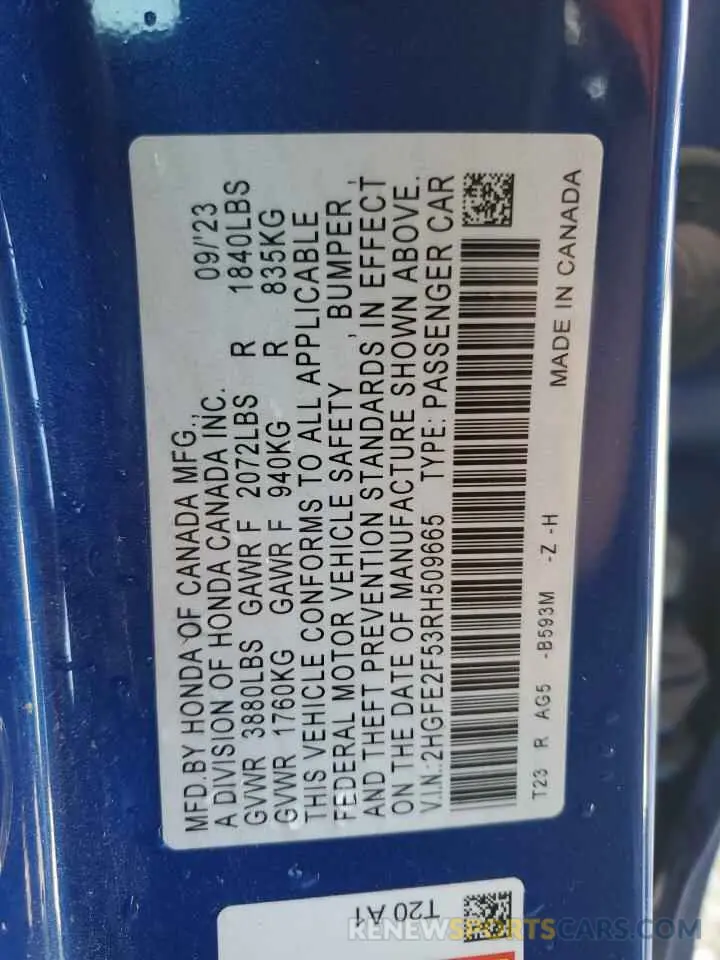 MFD.BY HONDA OF CANADA MFG.,
A DIVISION OF HONDA CANADA INC. 09/'23
GVWR 3880LBS GAWR F 2072LBS R 1840LBS
GVWR 1760KG GAWR F 940KG R 835KG
THIS VEHICLE CONFORMS TO ALL APPLICABLE
FEDERAL MOTOR VEHICLE SAFETY , BUMPER ,
AND THEFT PREVENTION STANDARDS IN EFFECT
ON THE DATE OF MANUFACTURE SHOWN ABOVE.
V.I.N.:2HGFE2F53RH509665 TYPE: PASSENGER CAR
T23 R AG5 -B593M -Z -H
MADE IN CANADA
T20 A1
RENEWSPORTSCARS.COM